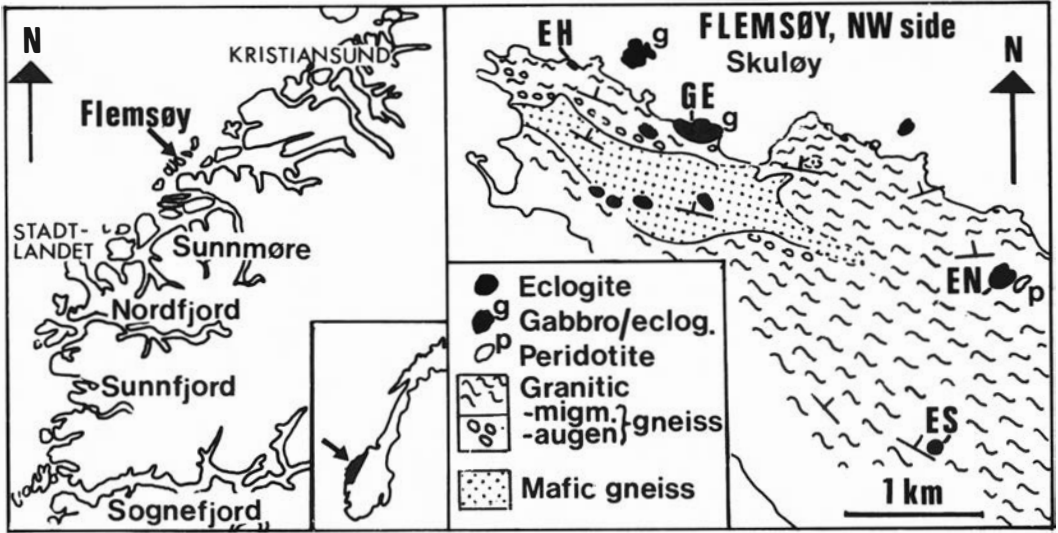 N
KRISTIANSUND
Flemsøy
STADT-
LANDET
Sunnmøre
Nordfjord
Sunnfjord
Sognefjord
FLEMSØY, NW side
Skuløy
N
EH
g
GE
g
EN
p
ES
Eclogite
g
Gabbro/eclog.
p
Peridotite
Granitic
-migm.
-augen
gneiss
Mafic gneiss
1 km